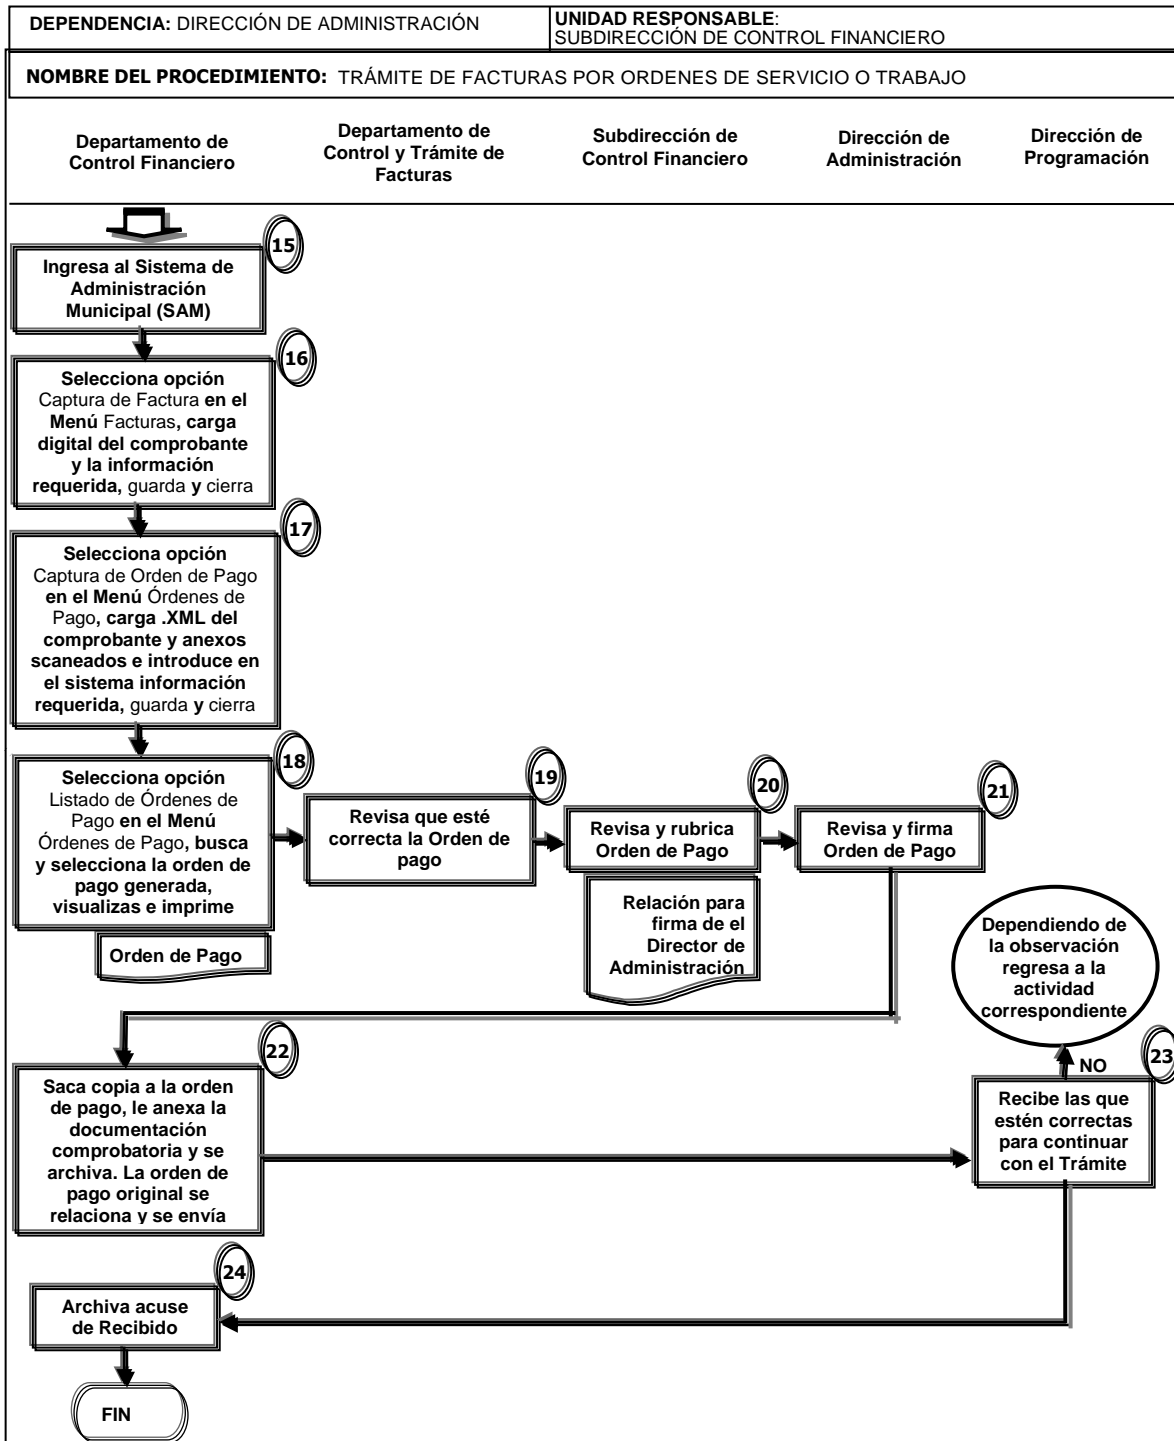 DEPENDENCIA: DIRECCIÓN DE ADMINISTRACIÓN
UNIDAD RESPONSABLE:
SUBDIRECCIÓN DE CONTROL FINANCIERO
NOMBRE DEL PROCEDIMIENTO: TRÁMITE DE FACTURAS POR ORDENES DE SERVICIO O TRABAJO
Departamento de
Control Financiero
Departamento de
Control y Trámite de
Facturas
Subdirección de
Control Financiero
Dirección de
Administración
Dirección de
Programación
15
Ingresa al Sistema de
Administración
Municipal (SAM)
16
Selecciona opción
Captura de Factura en el
Menú Facturas, carga
digital del comprobante
y la información
requerida, guarda y cierra
17
Selecciona opción
Captura de Orden de Pago
en el Menú Órdenes de
Pago, carga .XML del
comprobante y anexos
scaneados e introduce en
el sistema información
requerida, guarda y cierra
18
Selecciona opción
Listado de Órdenes de
Pago en el Menú
Órdenes de Pago, busca
y selecciona la orden de
pago generada,
visualizas e imprime
Orden de Pago
19
Revisa que esté
correcta la Orden de
pago
20
Revisa y rubrica
Orden de Pago
Relación para
firma de el
Director de
Administración
21
Revisa y firma
Orden de Pago
Dependiendo de
la observación
regresa a la
actividad
correspondiente
22
Saca copia a la orden
de pago, le anexa la
documentación
comprobatoria y se
archiva. La orden de
pago original se
relaciona y se envía
NO
23
Recibe las que
estén correctas
para continuar
con el Trámite
24
Archiva acuse
de Recibido
FIN